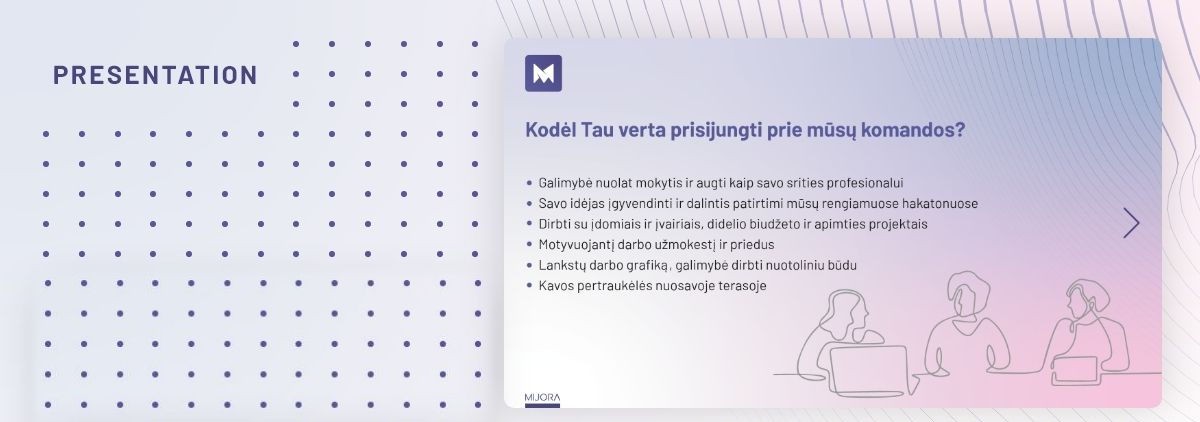 PRESENTATION
Kodėl Tau verta prisijungti prie mūsų komandos?
Galimybė nuolat mokytis ir augti kaip savo srities profesionalui
Savo idėjas įgyvendinti ir dalintis patirtimi mūsų rengiamuose hakatonuose
Dirbti su įdomiais ir įvairiais, didelio biudžeto ir apimties projektais
Motyvuojantį darbo užmokestį ir priedus
Lankstų darbo grafiką, galimybė dirbti nuotoliniu būdu
Kavos pertraukėlės nuosavoje terasoje
MIJORA